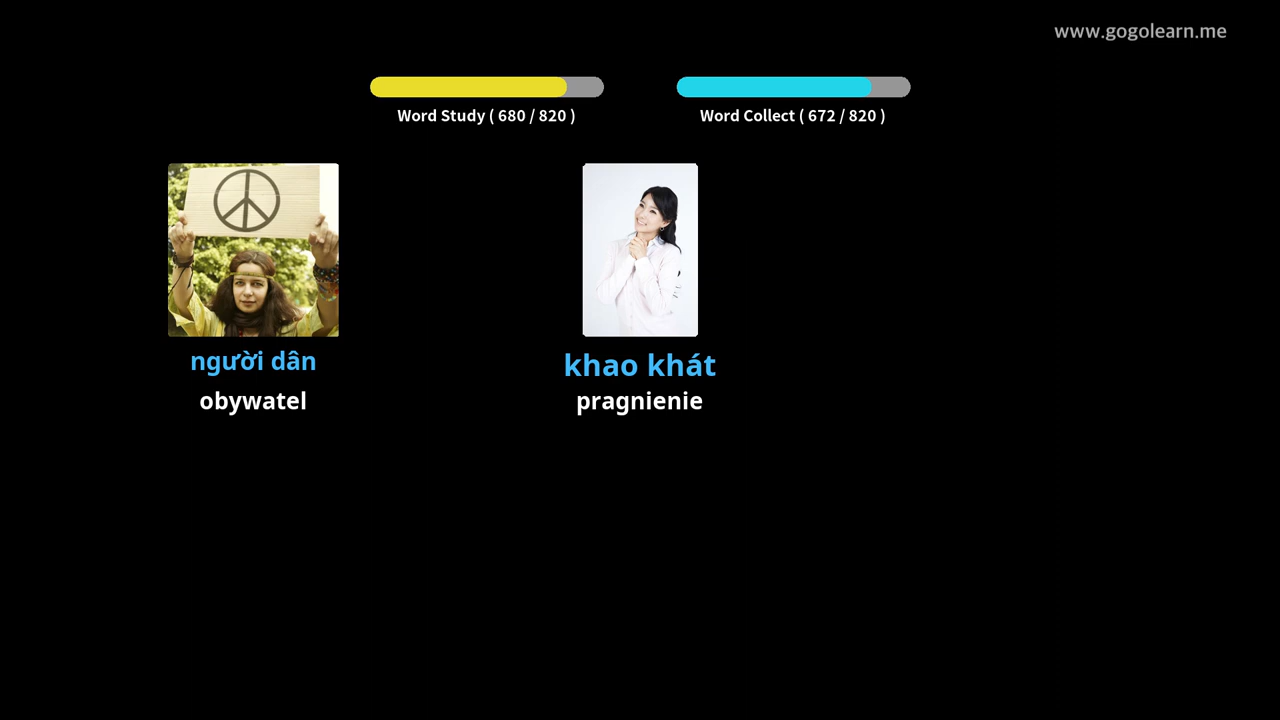 www.gogolearn.me
Word Study ( 680 / 820 )
Word Collect ( 672 / 820 )
người dân
obywatel
khao khát
pragnienie